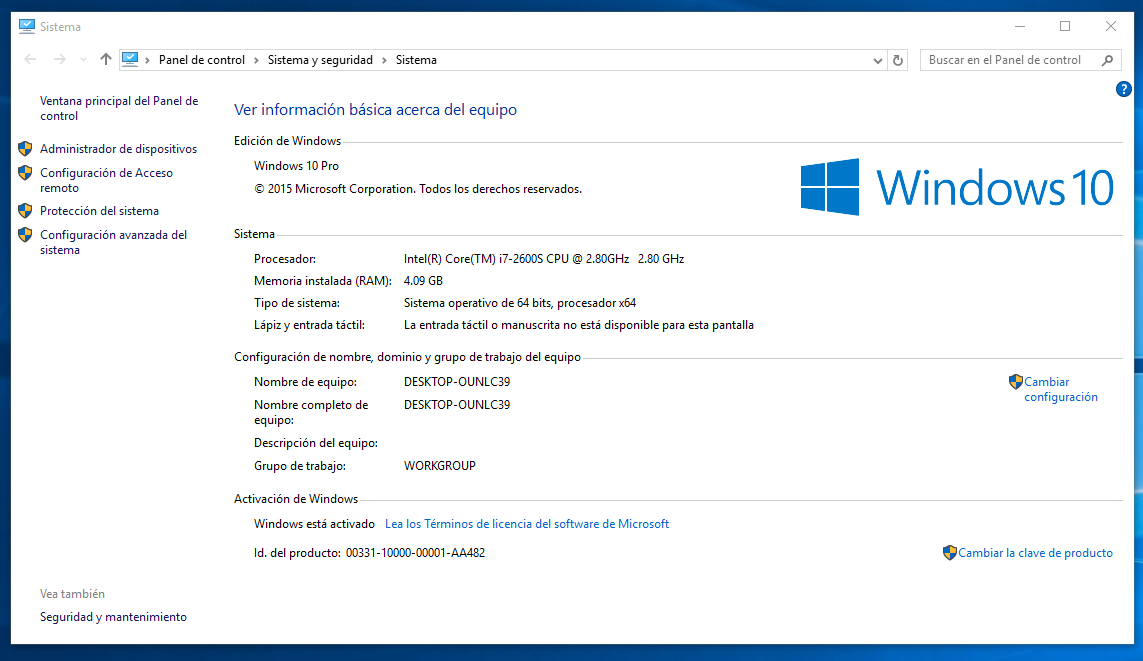 Sistema
Panel de control
Sistema y seguridad
Sistema
Buscar en el Panel de control
?
Ventana principal del Panel de
control
Administrador de dispositivos
Configuración de Acceso
remoto
Protección del sistema
Configuración avanzada del
sistema
Ver información básica acerca del equipo
Edición de Windows
Windows 10 Pro
© 2015 Microsoft Corporation. Todos los derechos reservados.
Windows 10
Sistema
Procesador: Intel(R) Core(TM) i7-2600S CPU @ 2.80GHz 2.80 GHz
Memoria instalada (RAM): 4.09 GB
Tipo de sistema: Sistema operativo de 64 bits, procesador x64
Lápiz y entrada táctil: La entrada táctil o manuscrita no está disponible para esta pantalla
Configuración de nombre, dominio y grupo de trabajo del equipo
Nombre de equipo: DESKTOP-OUNLC39
Cambiar
configuración
Nombre completo de
equipo:
DESKTOP-OUNLC39
Descripción del equipo:
Grupo de trabajo: WORKGROUP
Activación de Windows
Windows está activado Lea los Términos de licencia del software de Microsoft
Id. del producto: 00331-10000-00001-AA482
Cambiar la clave de producto
Vea también
Seguridad y mantenimiento